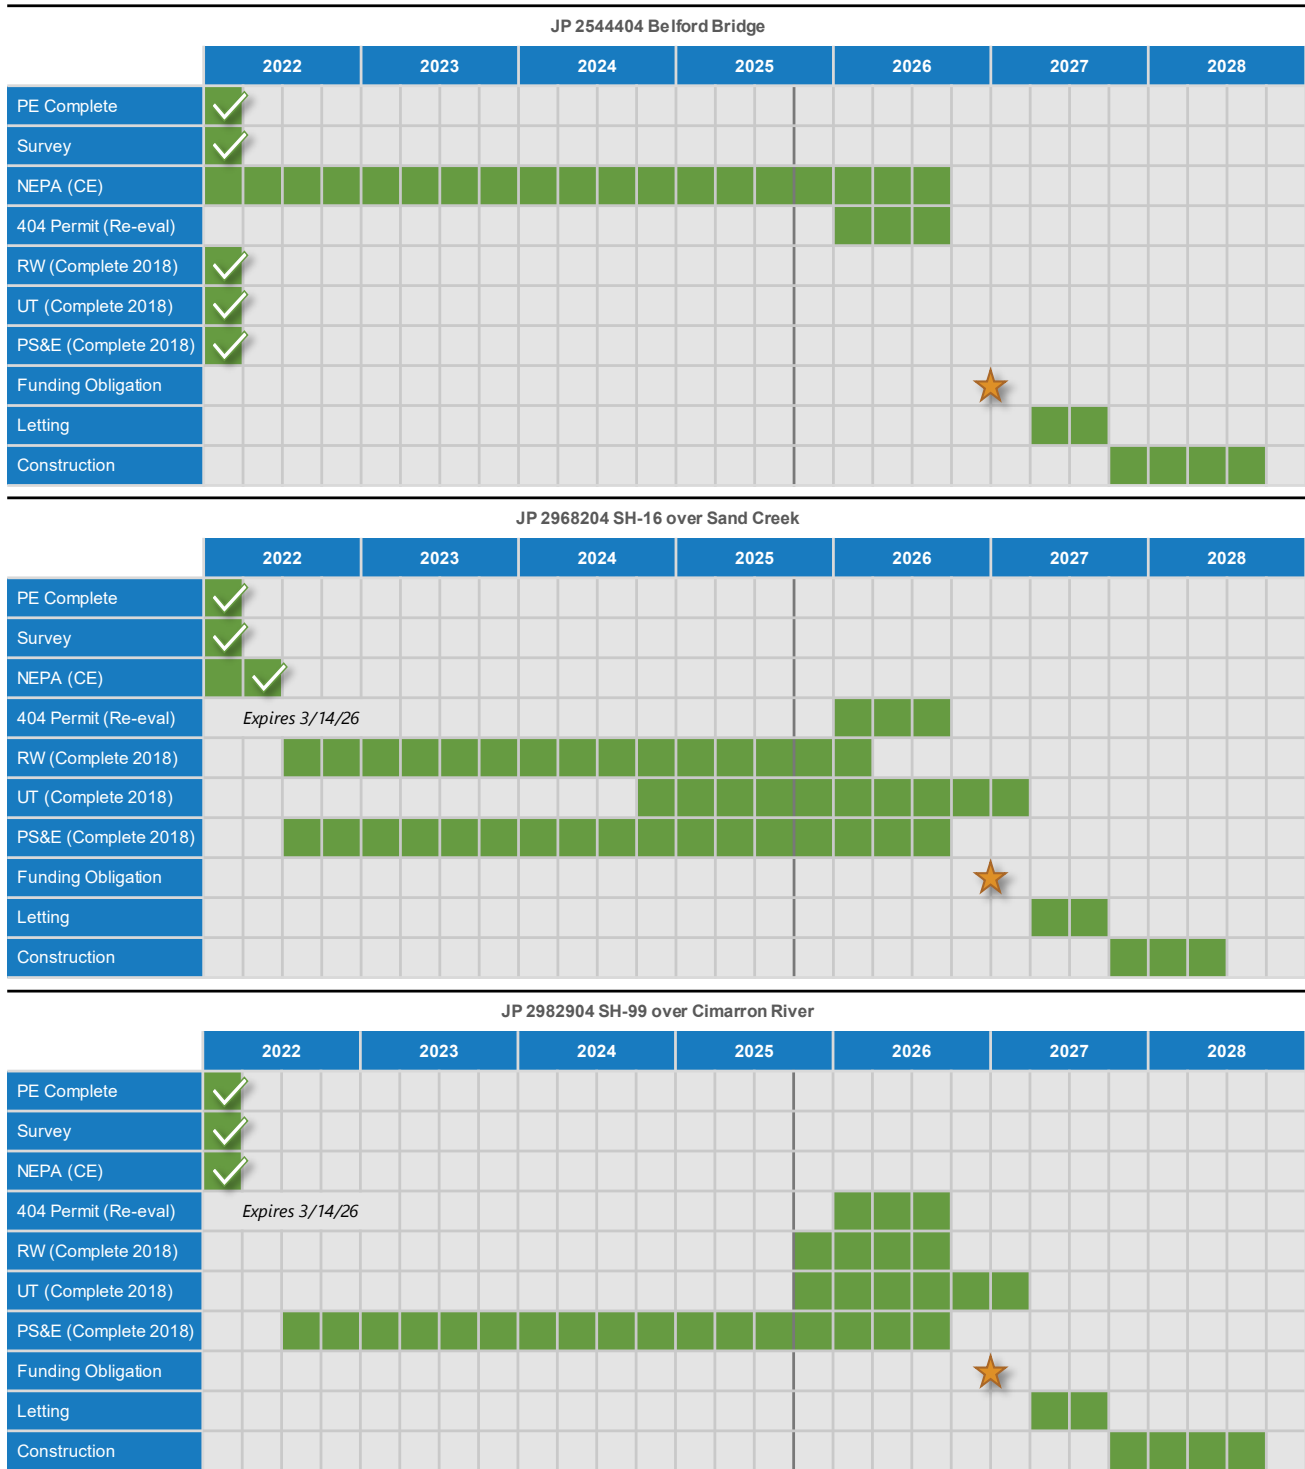 JP 2544404 Belford Bridge
2022 2023 2024 2025 2026 2027 2028
PE Complete
Survey
NEPA (CE)
404 Permit (Re-eval)
RW (Complete 2018)
UT (Complete 2018)
PS&E (Complete 2018)
Funding Obligation
Letting
Construction
JP 2968204 SH-16 over Sand Creek
2022 2023 2024 2025 2026 2027 2028
PE Complete
Survey
NEPA (CE)
404 Permit (Re-eval) Expires 3/14/26
RW (Complete 2018)
UT (Complete 2018)
PS&E (Complete 2018)
Funding Obligation
Letting
Construction
JP 2982904 SH-99 over Cimarron River
2022 2023 2024 2025 2026 2027 2028
PE Complete
Survey
NEPA (CE)
404 Permit (Re-eval) Expires 3/14/26
RW (Complete 2018)
UT (Complete 2018)
PS&E (Complete 2018)
Funding Obligation
Letting
Construction